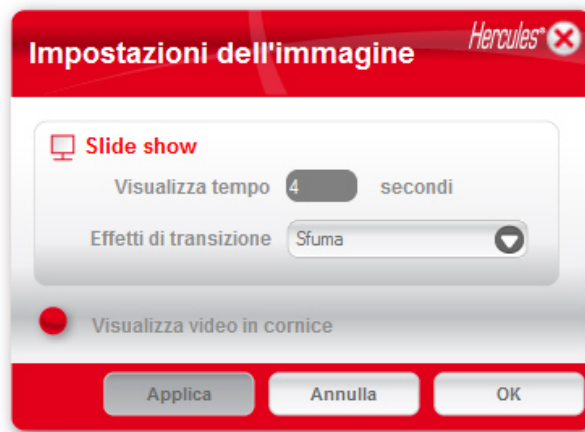 Hercules®
Impostazioni dell'immagine
Slide show
Visualizza tempo 4 secondi
Effetti di transizione Sfuma
Visualizza video in cornice
Applica Annulla OK